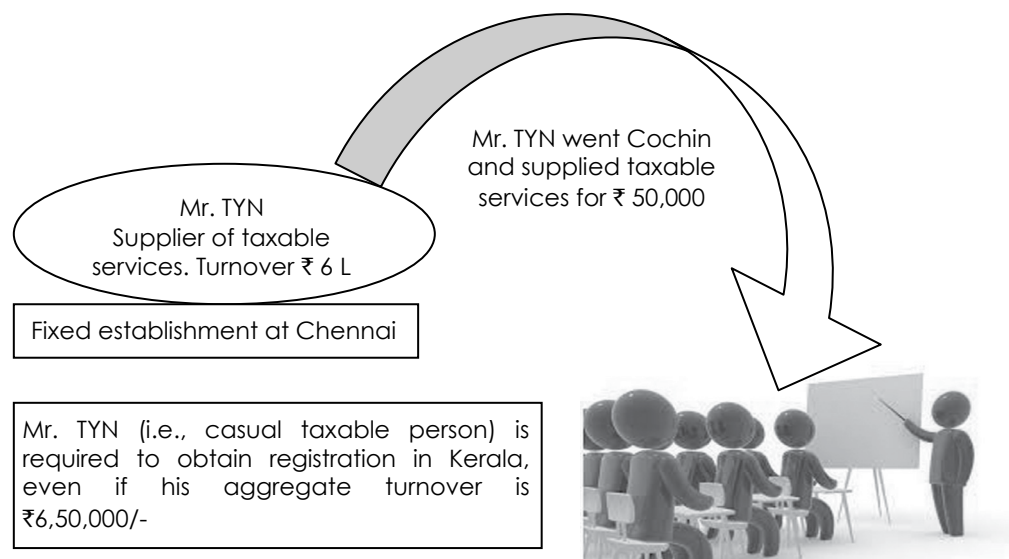 Mr. TYN went Cochin
and supplied taxable
services for ₹ 50,000
Mr. TYN
Supplier of taxable
services. Turnover ₹ 6 L
Fixed establishment at Chennai
Mr. TYN (i.e., casual taxable person) is
required to obtain registration in Kerala,
even if his aggregate turnover is
₹6,50,000/-